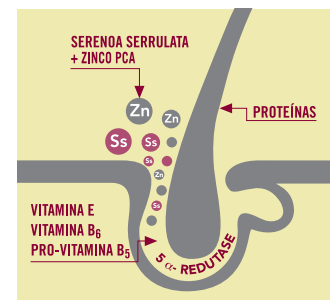 SERENOA SERRULATA
+ ZINCO PCA
Zn
Zn
PROTEÍNAS
Ss
Ss
Ss
Zn
Ss
VITAMINA E
VITAMINA B6
PRO-VITAMINA B5
5 α- REDUTASE